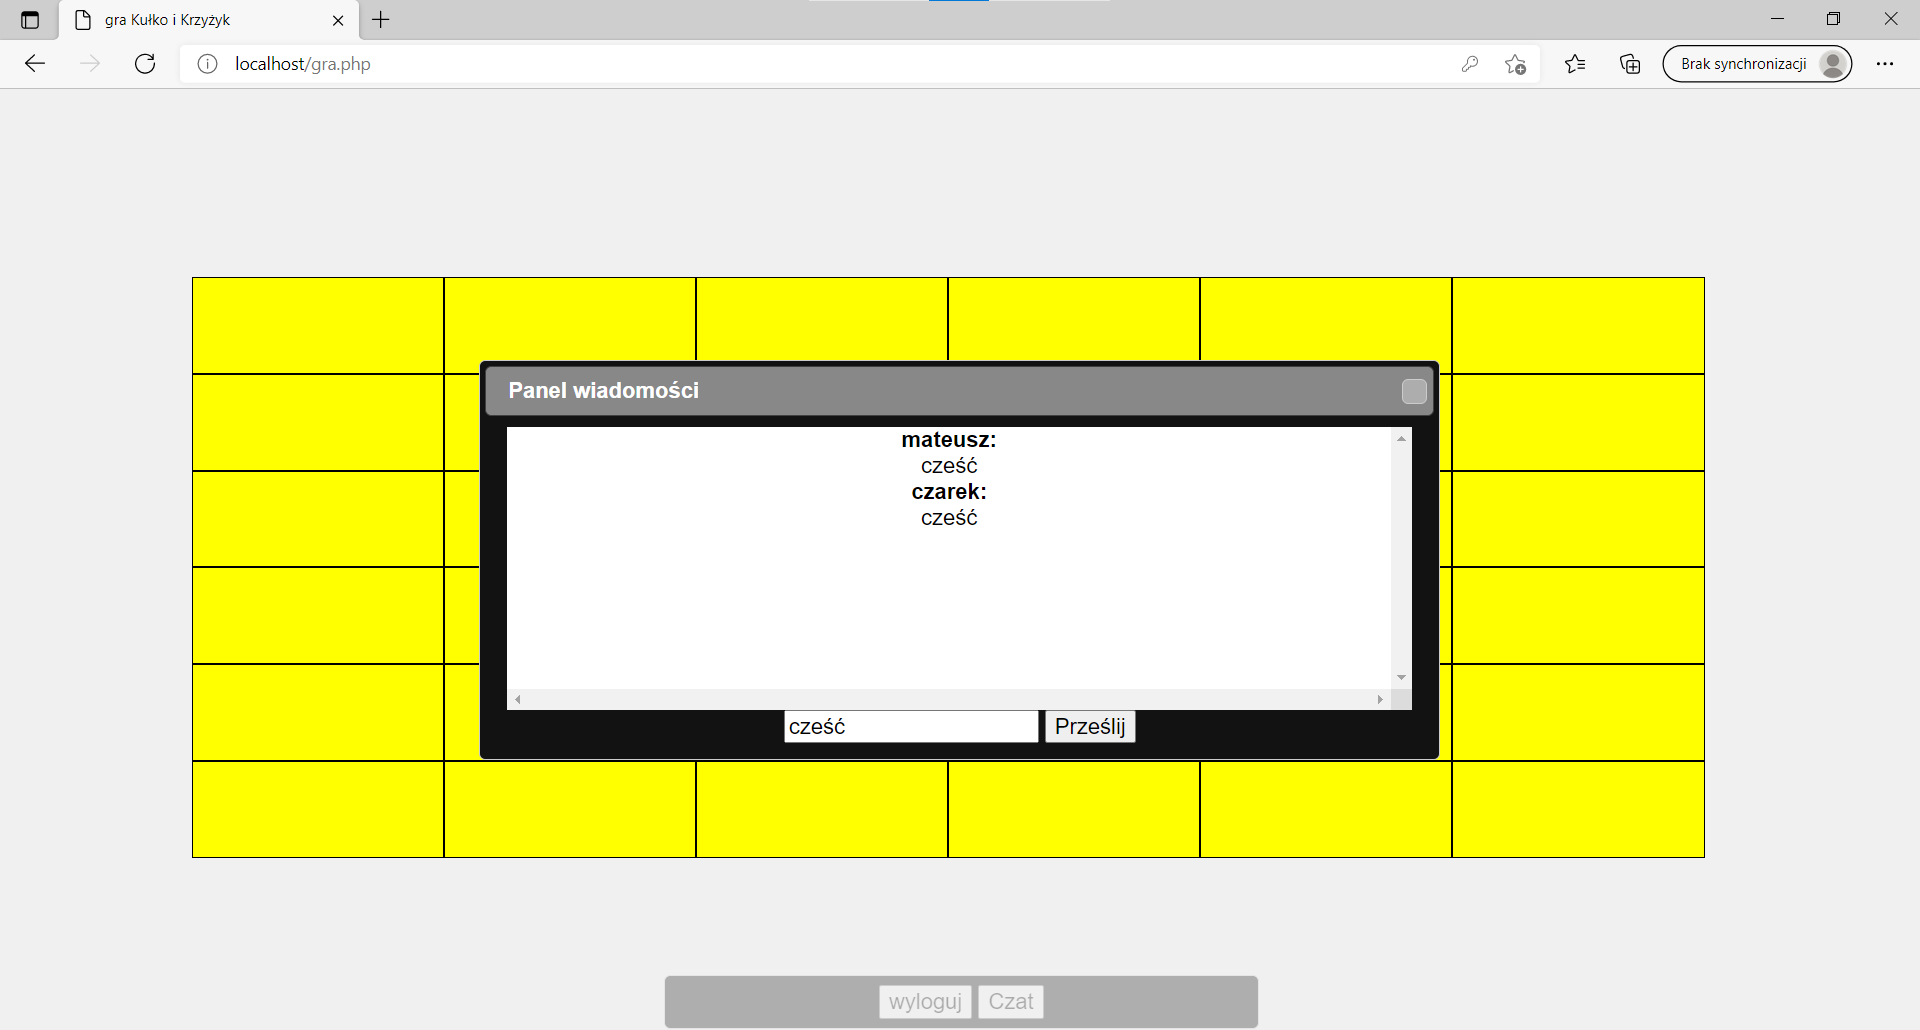 gra Kułko i Krzyżyk
localhost/gra.php
Brak synchronizacji
Panel wiadomości
mateusz:
cześć
czarek:
cześć
cześć
Prześlij
wyloguj
Czat